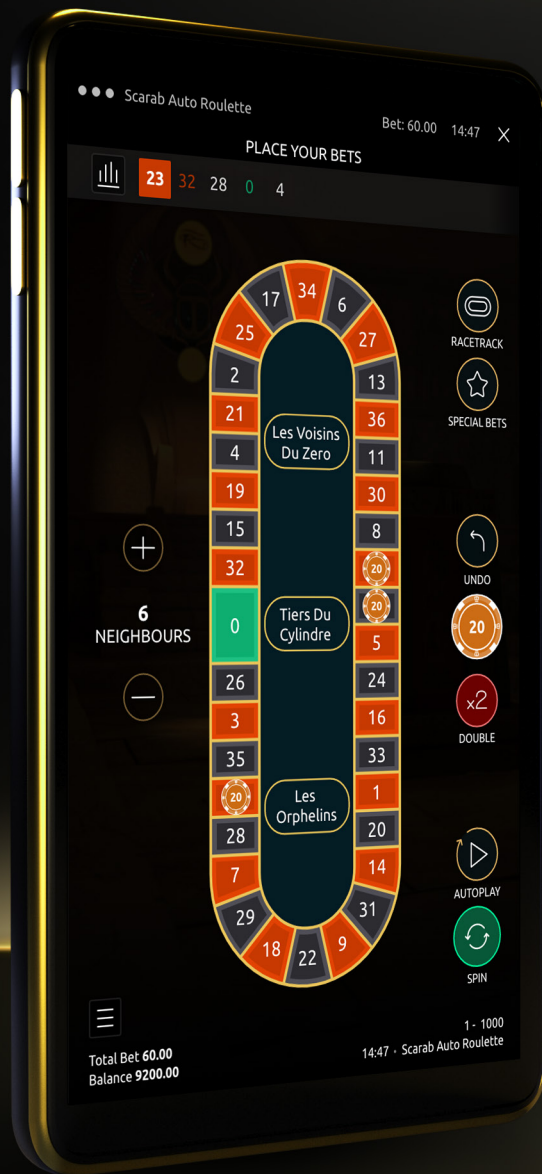 Scarab Auto Roulette
Bet: 60.00 14:47 X
PLACE YOUR BETS
23 32 28 0 4
34
17 6
25 27
2 13
RACETRACK
21 36
SPECIAL BETS
4 Les Voisins 11
Du Zero
19 30
15 8
32 20
UNDO
6 20
NEIGHBOURS 0 Tiers Du 20
Cylindre 5
26 24
3 16
x2
DOUBLE
35 33
20 Les 1
Orphelins
28 20
7 14
AUTOPLAY
29 31
18 22 9
SPIN
1 - 1000
Total Bet 60.00 14:47 · Scarab Auto Roulette
Balance 9200.00